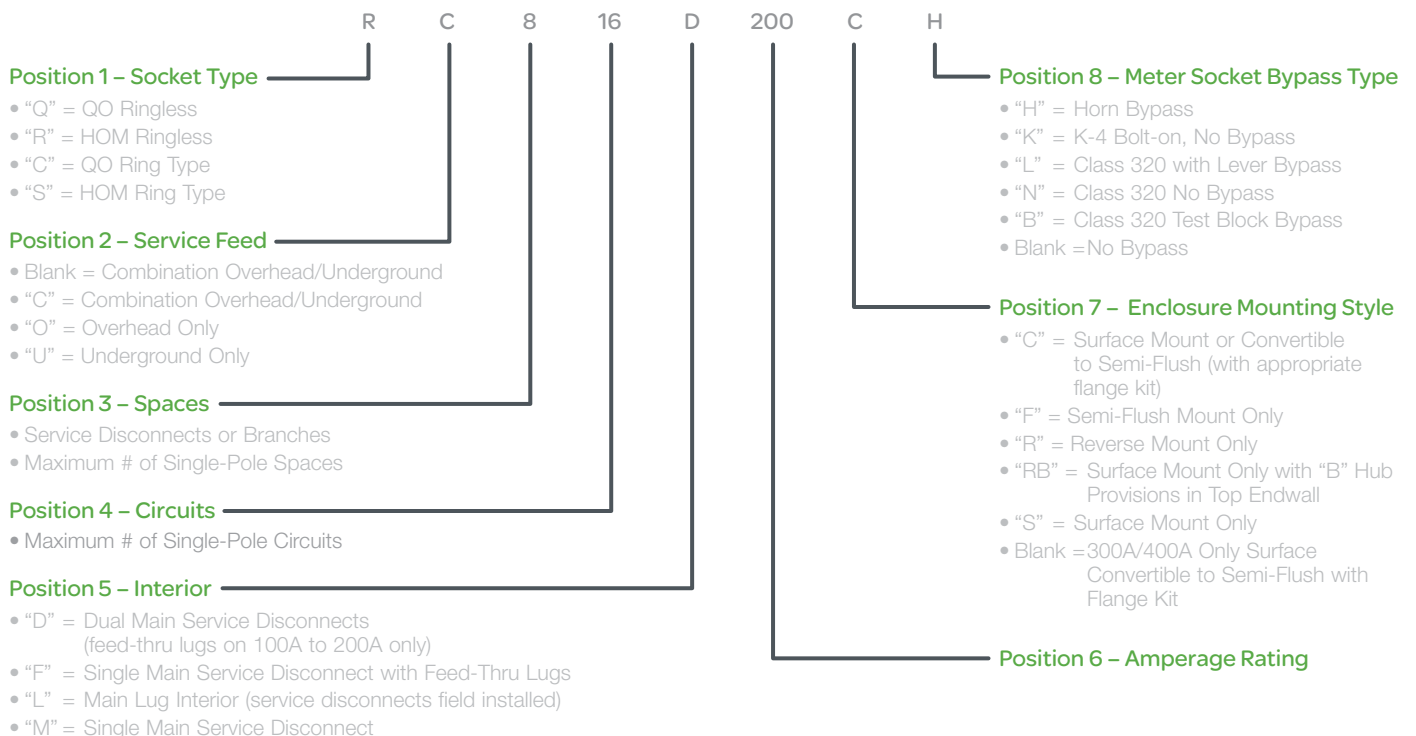 R C 8 16 D 200 C H
Position 1 – Socket Type
• “Q” = QO Ringless
• “R” = HOM Ringless
• “C” = QO Ring Type
• “S” = HOM Ring Type
Position 2 – Service Feed
• Blank = Combination Overhead/Underground
• “C” = Combination Overhead/Underground
• “O” = Overhead Only
• “U” = Underground Only
Position 3 – Spaces
• Service Disconnects or Branches
• Maximum # of Single-Pole Spaces
Position 4 – Circuits
• Maximum # of Single-Pole Circuits
Position 5 – Interior
• “D” = Dual Main Service Disconnects
(feed-thru lugs on 100A to 200A only)
• “F” = Single Main Service Disconnect with Feed-Thru Lugs
• “L” = Main Lug Interior (service disconnects field installed)
• “M” = Single Main Service Disconnect
Position 8 – Meter Socket Bypass Type
• “H” = Horn Bypass
• “K” = K-4 Bolt-on, No Bypass
• “L” = Class 320 with Lever Bypass
• “N” = Class 320 No Bypass
• “B” = Class 320 Test Block Bypass
• Blank =No Bypass
Position 7 – Enclosure Mounting Style
• “C” = Surface Mount or Convertible
to Semi-Flush (with appropriate
flange kit)
• “F” = Semi-Flush Mount Only
• “R” = Reverse Mount Only
• “RB” = Surface Mount Only with “B” Hub
Provisions in Top Endwall
• “S” = Surface Mount Only
• Blank =300A/400A Only Surface
Convertible to Semi-Flush with
Flange Kit
Position 6 – Amperage Rating